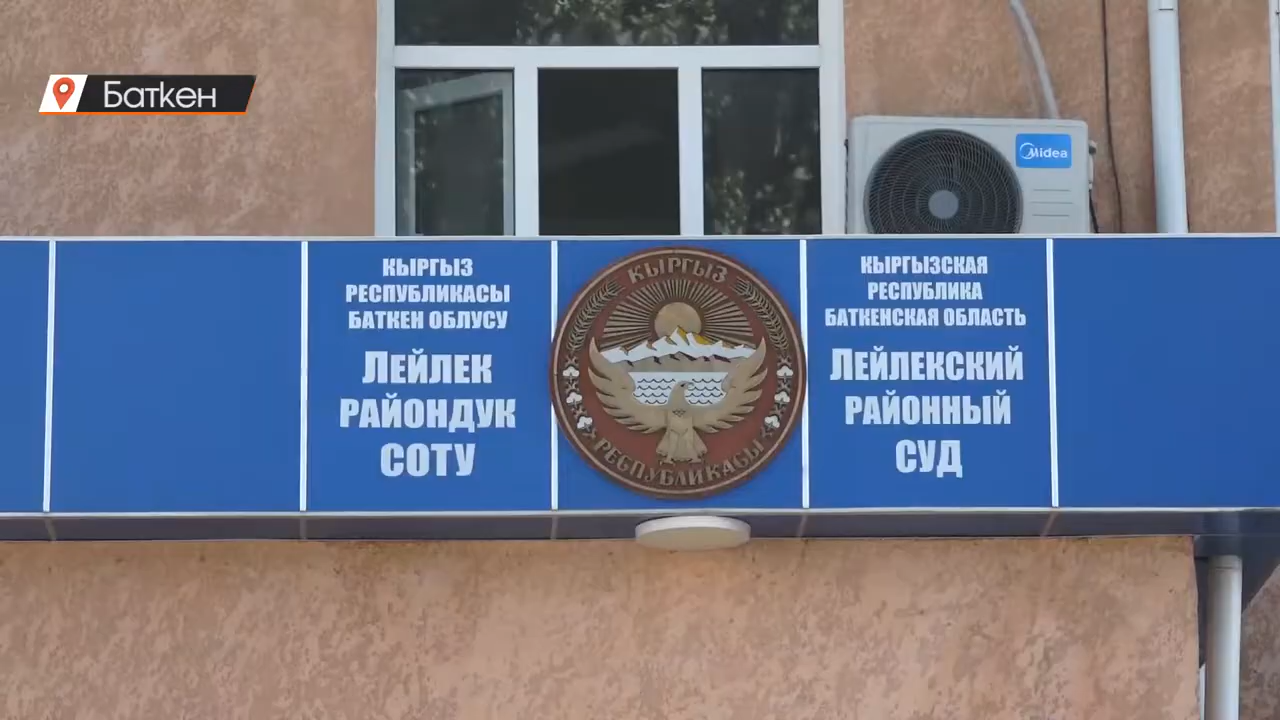 Баткен
Midea
КЫРГЫЗ
РЕСПУБЛИКАСЫ
БАТКЕН ОБЛУСУ
ЛЕЙЛЕК
РАЙОНДУК
СОТУ
КЫРГЫЗ
РЕСПУБЛИКАСЫ
КЫРГЫЗСКАЯ
РЕСПУБЛИКА
БАТКЕНСКАЯ ОБЛАСТЬ
ЛЕЙЛЕКСКИЙ
РАЙОННЫЙ
СУД